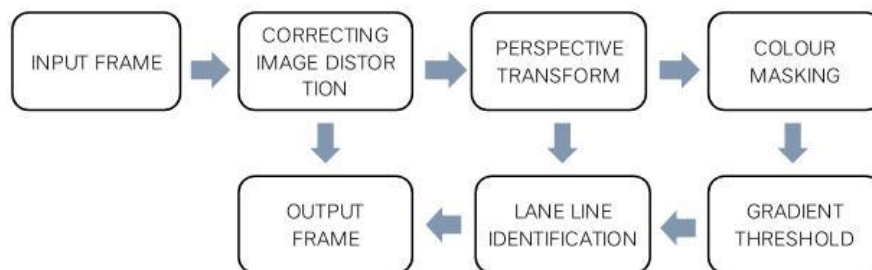 INPUT FRAME
CORRECTING
IMAGE DISTOR
TION
PERSPECTIVE
TRANSFORM
COLOUR
MASKING
OUTPUT
FRAME
LANE LINE
IDENTIFICATION
GRADIENT
THRESHOLD